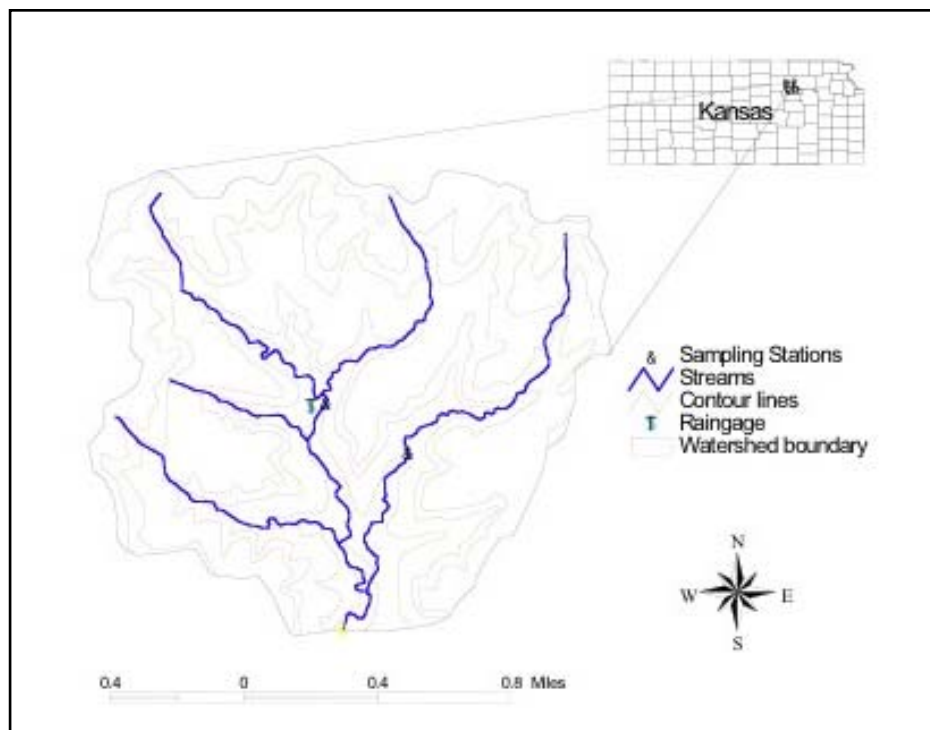 Kansas
& Sampling Stations
Streams
Contour lines
Raingage
Watershed boundary
N
W E
S
0.4 0 0.4 0.8 Miles